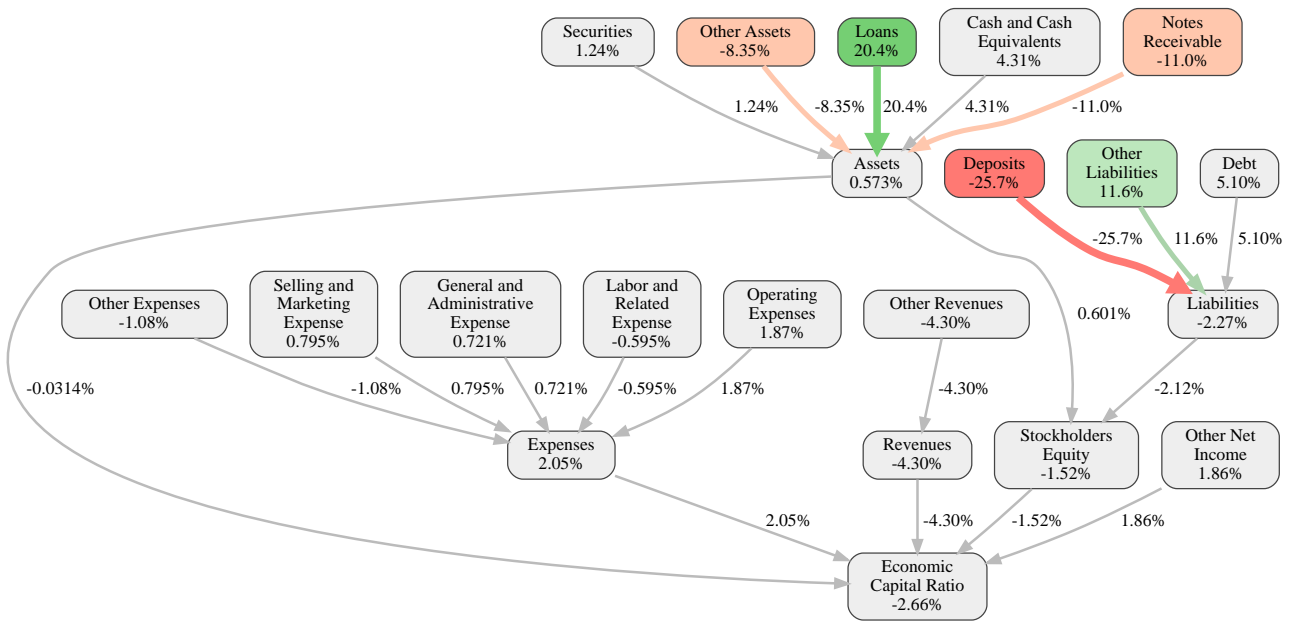 Securities
1.24%
Other Assets
-8.35%
Loans
20.4%
Cash and Cash
Equivalents
4.31%
Notes
Receivable
-11.0%
1.24%
-8.35%
20.4%
4.31%
-11.0%
Assets
0.573%
Deposits
-25.7%
Other
Liabilities
11.6%
Debt
5.10%
-25.7%
11.6%
5.10%
Other Expenses
-1.08%
Selling and
Marketing
Expense
0.795%
General and
Administrative
Expense
0.721%
Labor and
Related
Expense
-0.595%
Operating
Expenses
1.87%
Other Revenues
-4.30%
0.601%
Liabilities
-2.27%
-0.0314%
-1.08%
0.795%
0.721%
-0.595%
1.87%
-4.30%
-2.12%
Expenses
2.05%
Revenues
-4.30%
Stockholders
Equity
-1.52%
Other Net
Income
1.86%
2.05%
-4.30%
-1.52%
1.86%
Economic
Capital Ratio
-2.66%